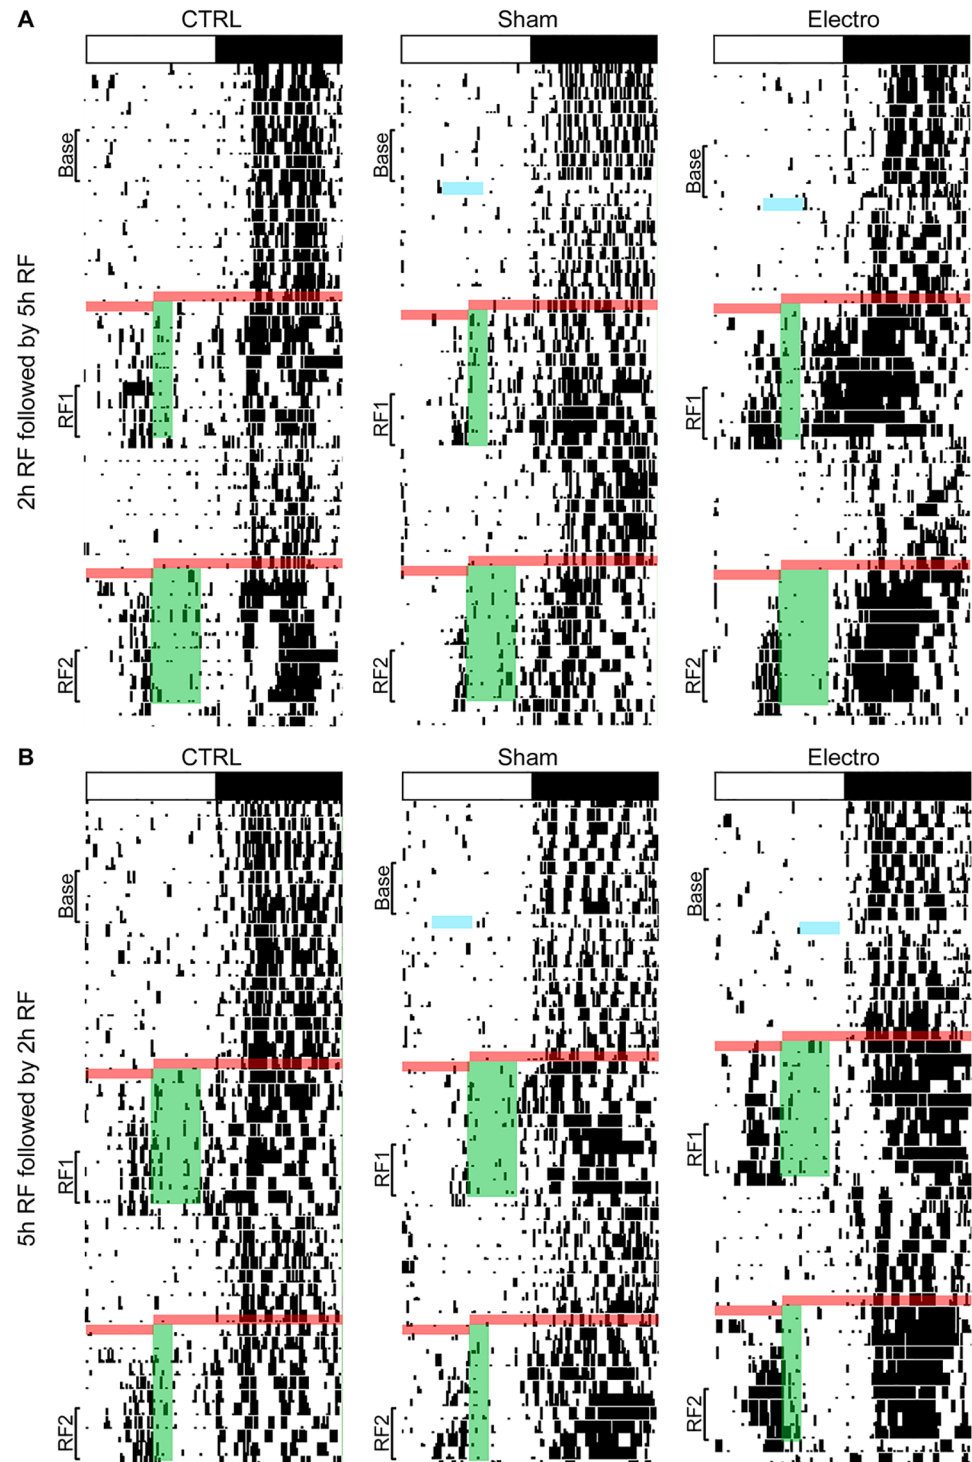 A
CTRL
Sham
Electro
2h RF followed by 5h RF
Base
Base
Base
RF1
RF1
RF1
RF2
RF2
RF2
B
CTRL
Sham
Electro
5h RF followed by 2h RF
Base
Base
Base
RF1
RF1
RF1
RF2
RF2
RF2